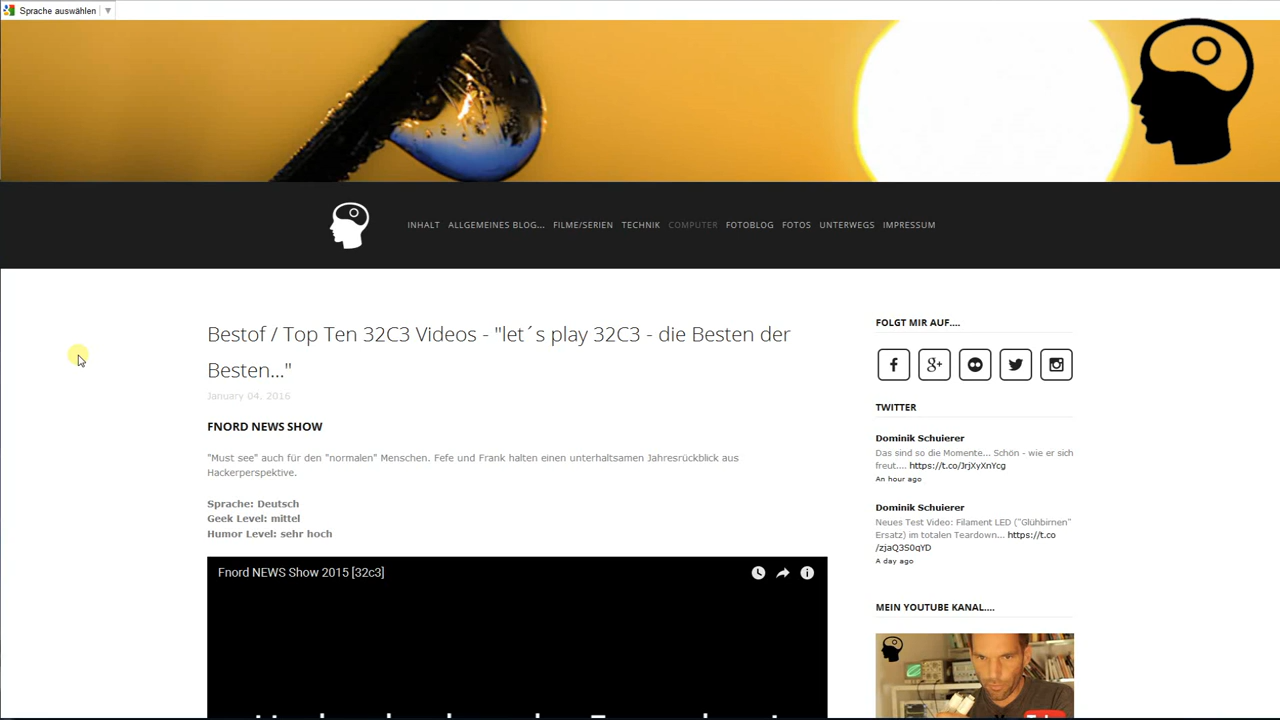 Sprache auswählen
INHALT ALLGEMEINES BLOG... FILME/SERIEN TECHNIK COMPUTER FOTOBLOG FOTOS UNTERWEGS IMPRESSUM
Bestof / Top Ten 32C3 Videos - "let´s play 32C3 - die Besten der
Besten..."
January 04, 2016
FNORD NEWS SHOW
"Must see" auch für den "normalen" Menschen. Fefe und Frank halten einen unterhaltsamen Jahresrückblick aus
Hackerperspektive.
Sprache: Deutsch
Geek Level: mittel
Humor Level: sehr hoch
Fnord NEWS Show 2015 [32c3]
FOLGT MIR AUF....
TWITTER
Dominik Schuierer
Das sind so die Momente... Schön - wie er sich
freut.... https://t.co/JrjXyXnYcg
An hour ago
Dominik Schuierer
Neues Test Video: Filament LED ("Glühbirnen"
Ersatz) im totalen Teardown... https://t.co
/zjaQ3S0qYD
A day ago
MEIN YOUTUBE KANAL....